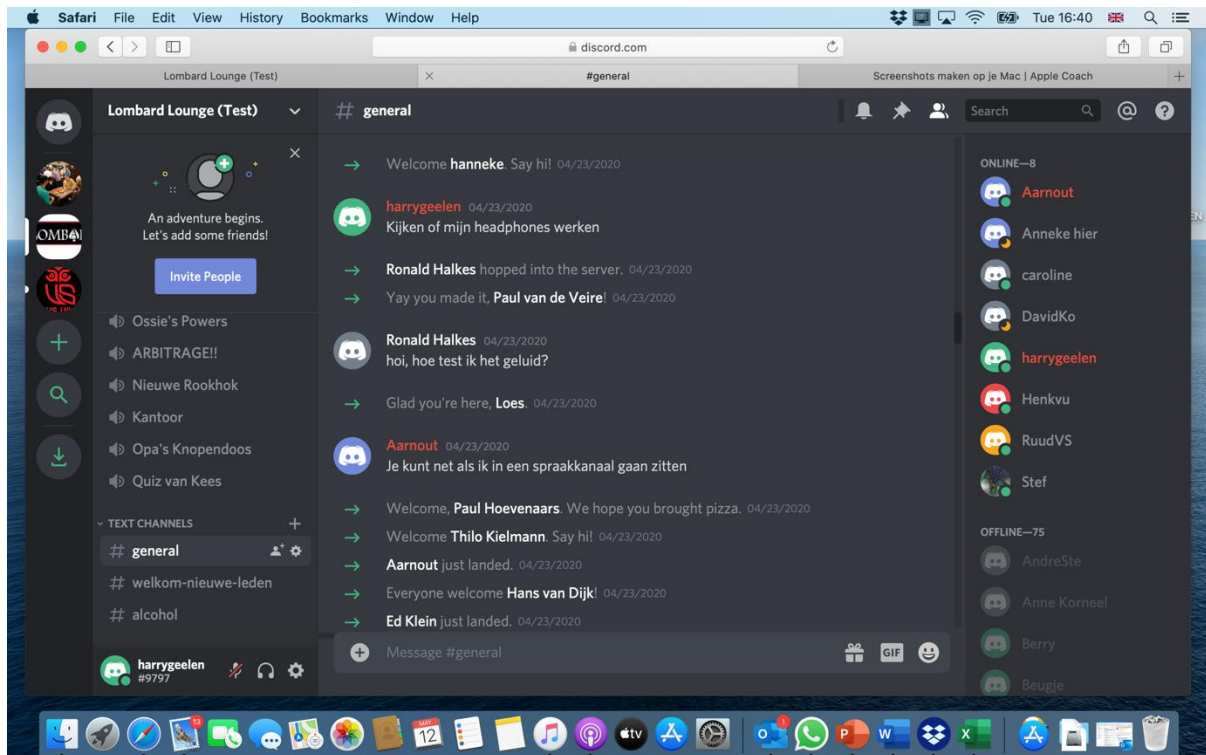 Safari File Edit View History Bookmarks Window Help Tue 16:40
discord.com
Lombard Lounge (Test) #general Screenshots maken op je Mac | Apple Coach
Lombard Lounge (Test)
An adventure begins.
Let's add some friends!
Invite People
Ossie's Powers
ARBITRAGE!!
Nieuwe Rookhok
Kantoor
Opa's Knopendoos
Quiz van Kees
TEXT CHANNELS
# general
# welkom-nieuwe-leden
# alcohol
harrygeelen
#9797
# general
Search
Welcome hanneke. Say hi! 04/23/2020
harrygeelen 04/23/2020
Kijken of mijn headphones werken
Ronald Halkes hopped into the server. 04/23/2020
Yay you made it, Paul van de Veire! 04/23/2020
Ronald Halkes 04/23/2020
hoi, hoe test ik het geluid?
Glad you're here, Loes. 04/23/2020
Aarnout 04/23/2020
Je kunt net als ik in een spraakkanaal gaan zitten
Welcome, Paul Hoevenaars. We hope you brought pizza. 04/23/2020
Welcome Thilo Kielmann. Say hi! 04/23/2020
Aarnout just landed. 04/23/2020
Everyone welcome Hans van Dijk! 04/23/2020
Ed Klein just landed. 04/23/2020
Message #general
GIF
ONLINE—8
Aarnout
Anneke hier
caroline
DavidKo
harrygeelen
Henkvu
RuudVS
Stef
OFFLINE—75
AndreSte
Anne Korneel
Berry
Beugje
13
MAY
12
tv
1